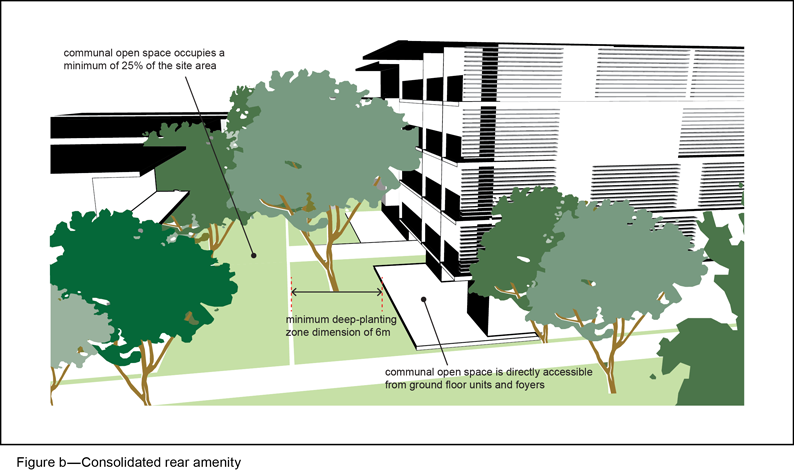 communal open space occupies a
minimum of 25% of the site area
minimum deep-planting
zone dimension of 6m
communal open space is directly accessible
from ground floor units and foyers
Figure b—Consolidated rear amenity